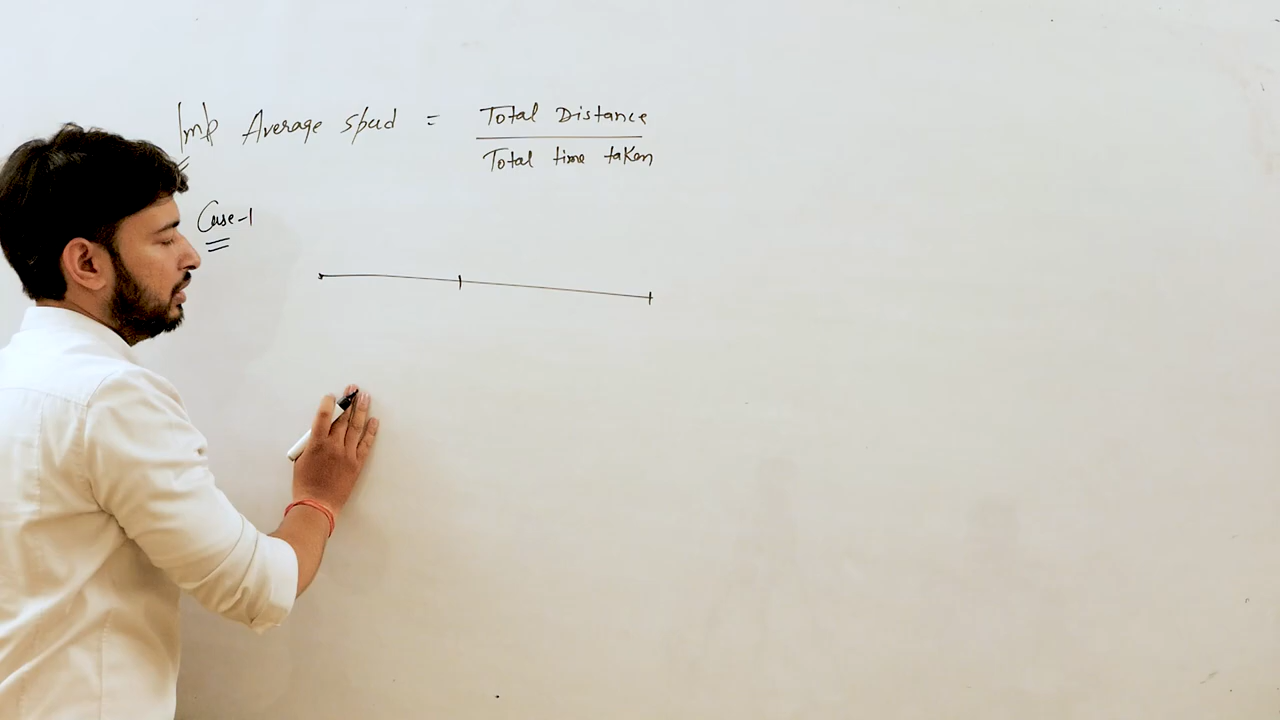 Imp Average speed = Total Distance
Total time taken
Case-1